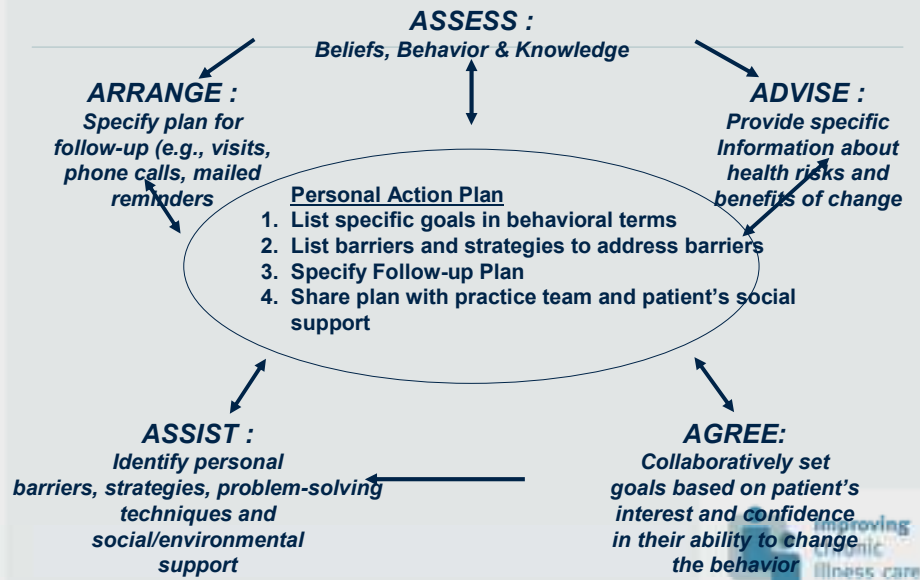 ASSESS :
Beliefs, Behavior & Knowledge
ARRANGE :
Specify plan for
follow-up (e.g., visits,
phone calls, mailed
reminders
ADVISE :
Provide specific
Information about
health risks and
benefits of change
Personal Action Plan
1. List specific goals in behavioral terms
2. List barriers and strategies to address barriers
3. Specify Follow-up Plan
4. Share plan with practice team and patient's social
support
ASSIST :
Identify personal
barriers, strategies, problem-solving
techniques and
social/environmental
support
AGREE:
Collaboratively set
goals based on patient's
interest and confidence
in their ability to change
the behavior
improving
chronic
illness care